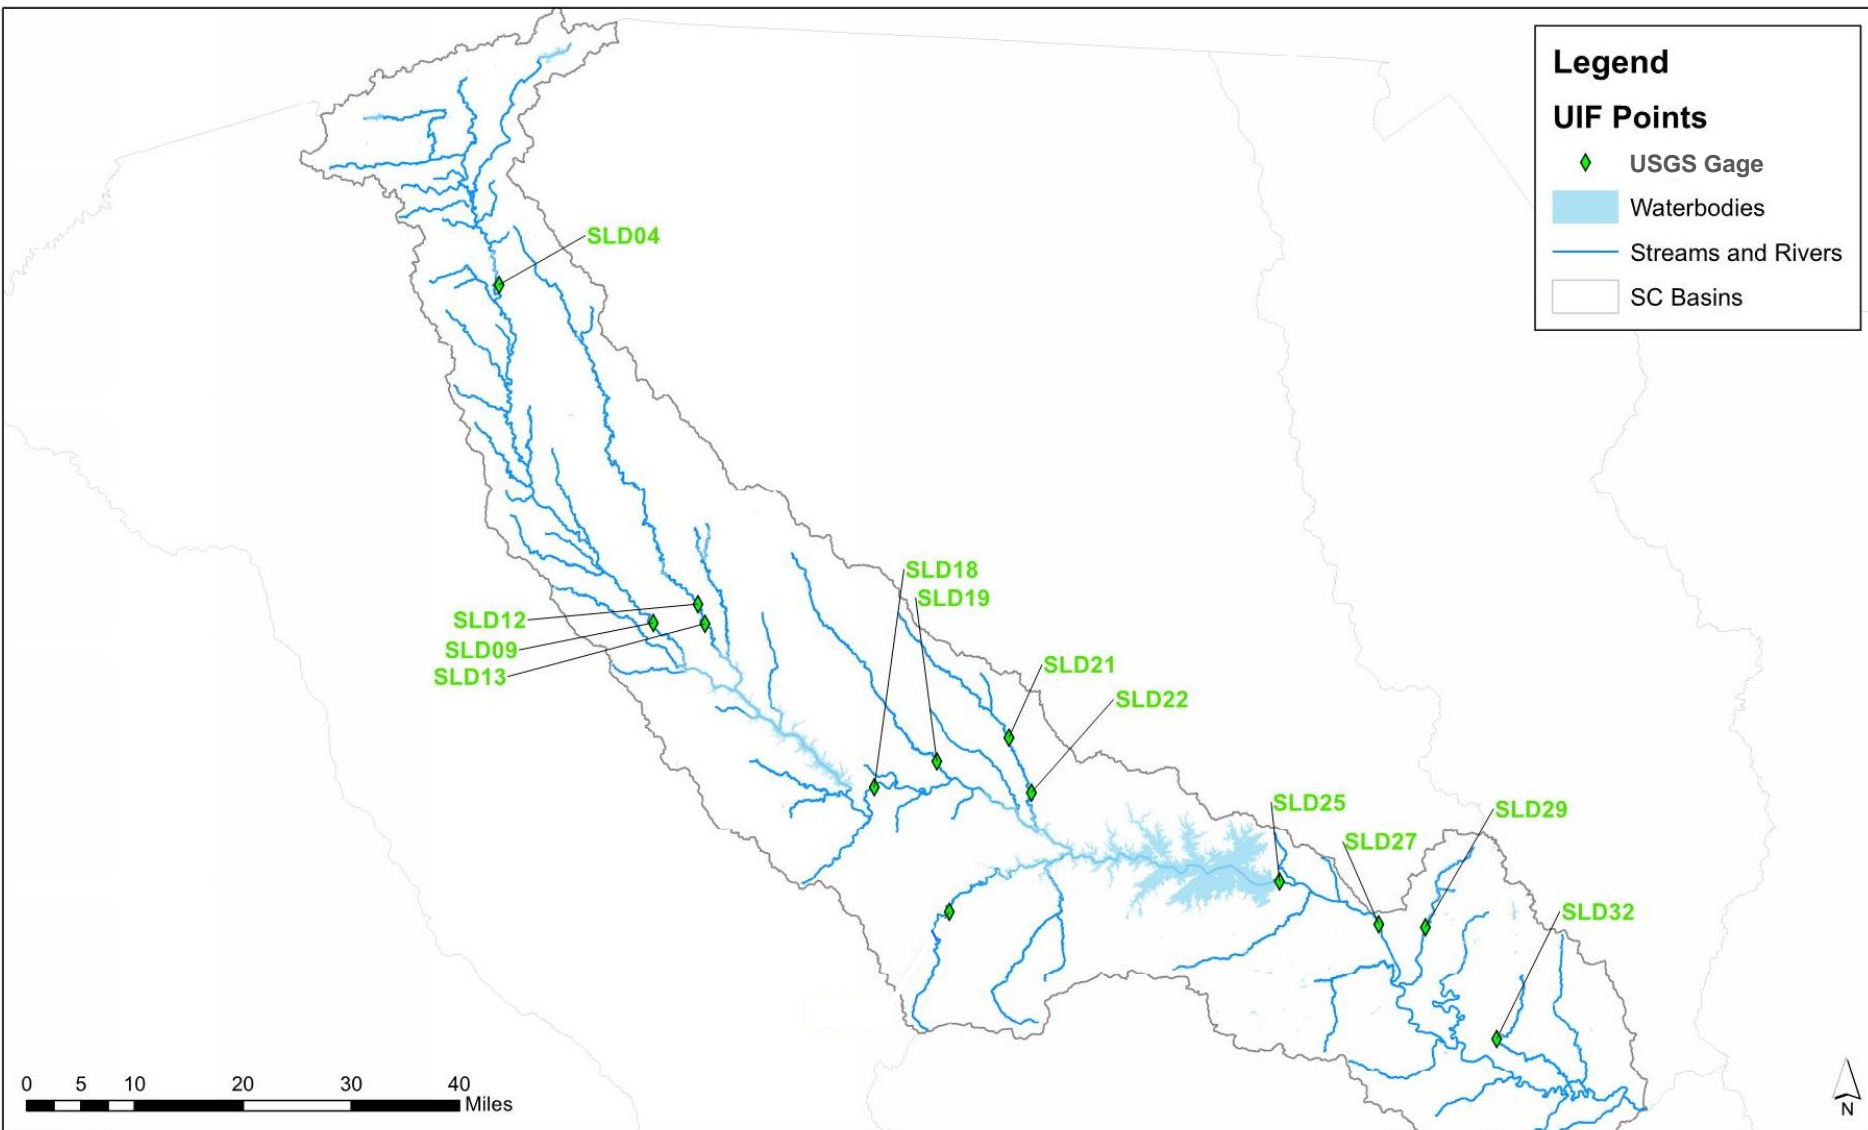 Legend
UIF Points
USGS Gage
Waterbodies
Streams and Rivers
SC Basins
SLD04
SLD18
SLD19
SLD12
SLD09
SLD13
SLD21
SLD22
SLD25
SLD27
SLD29
SLD32
0 5 10 20 30 40
Miles
N